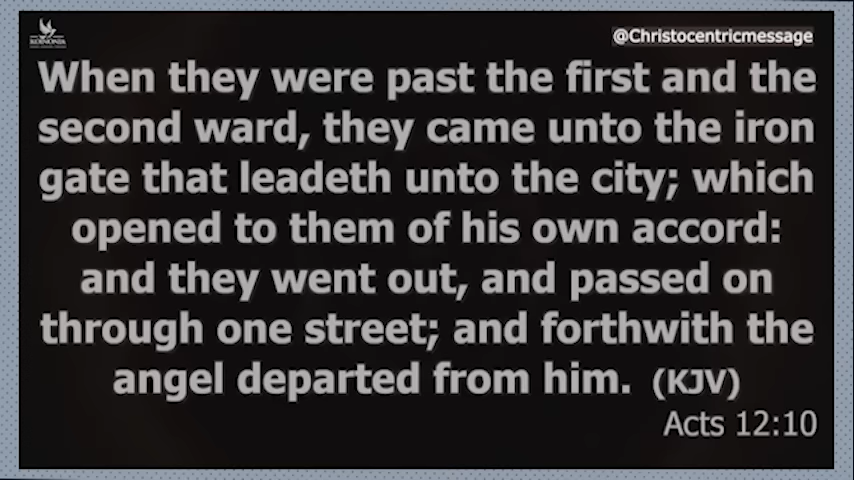 KOINONIA
@Christocentricmessage
When they were past the first and the
second ward, they came unto the iron
gate that leadeth unto the city; which
opened to them of his own accord:
and they went out, and passed on
through one street; and forthwith the
angel departed from him. (KJV)
Acts 12:10